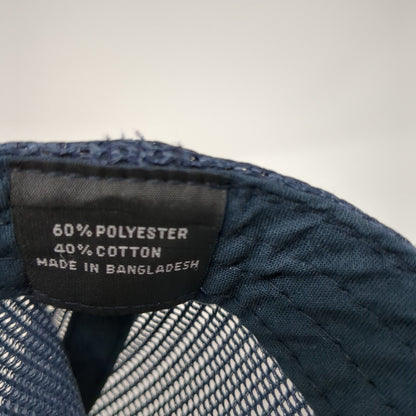 60% POLYESTER
40% COTTON
MADE IN BANGLADESH